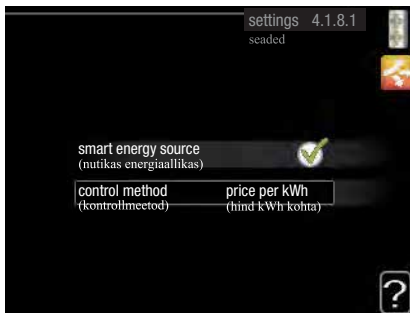 settings 4.1.8.1
seaded
smart energy source
(nutikas energiaallikas)
control method price per kWh
(kontrollmeetod) (hind kWh kohta)
?